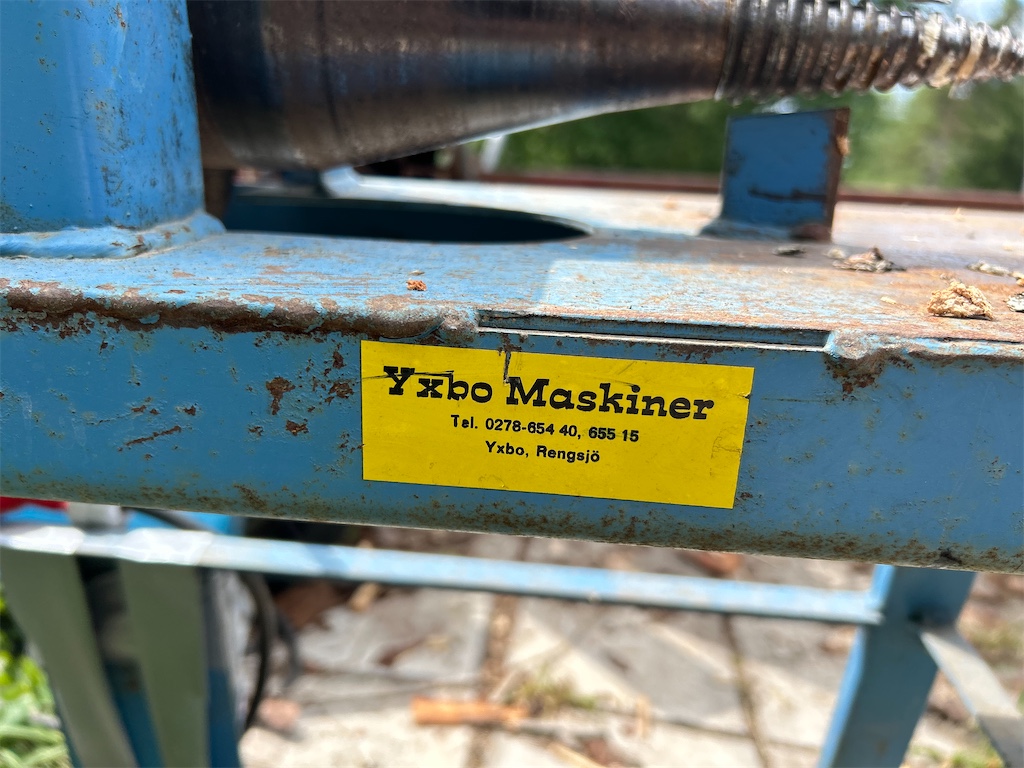 Yxbo Maskiner
Tel. 0278-654 40, 655 15
Yxbo, Rengsjö